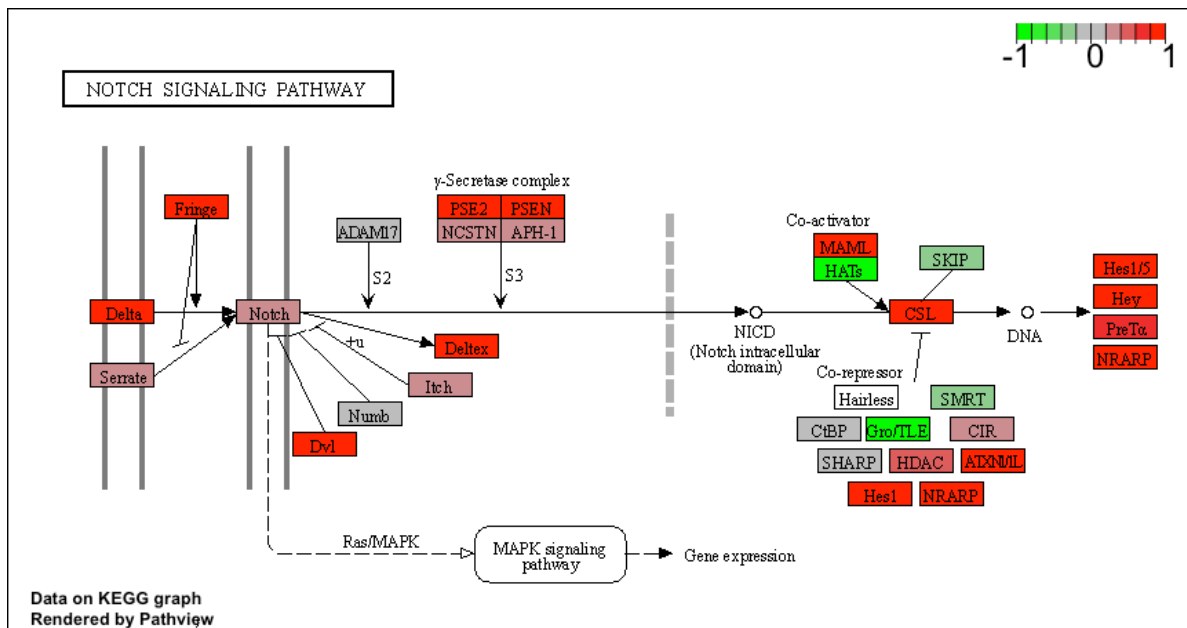 -1 0 1
NOTCH SIGNALING PATHWAY
γ-Secretase complex
Fringe
PSE2 PSEN
ADAM17
NCSTN APH-1
Co-activator
MAML
HATs
SKIP
S2
S3
Hes1/5
Delta
Notch
CSL
Hey
NICD
(Notch intracellular
domain)
DNA
PreTα
NRARP
+u
Deltex
Serrate
Itch
Co-repressor
Hairless
SMRT
Numb
CtBP
Gro/TLE
CIR
Dvl
SHARP
HDAC
ATXN1/1L
Hes1
NRARP
Ras/MAPK
MAPK signaling
pathway
Gene expression
Data on KEGG graph
Rendered by Pathview